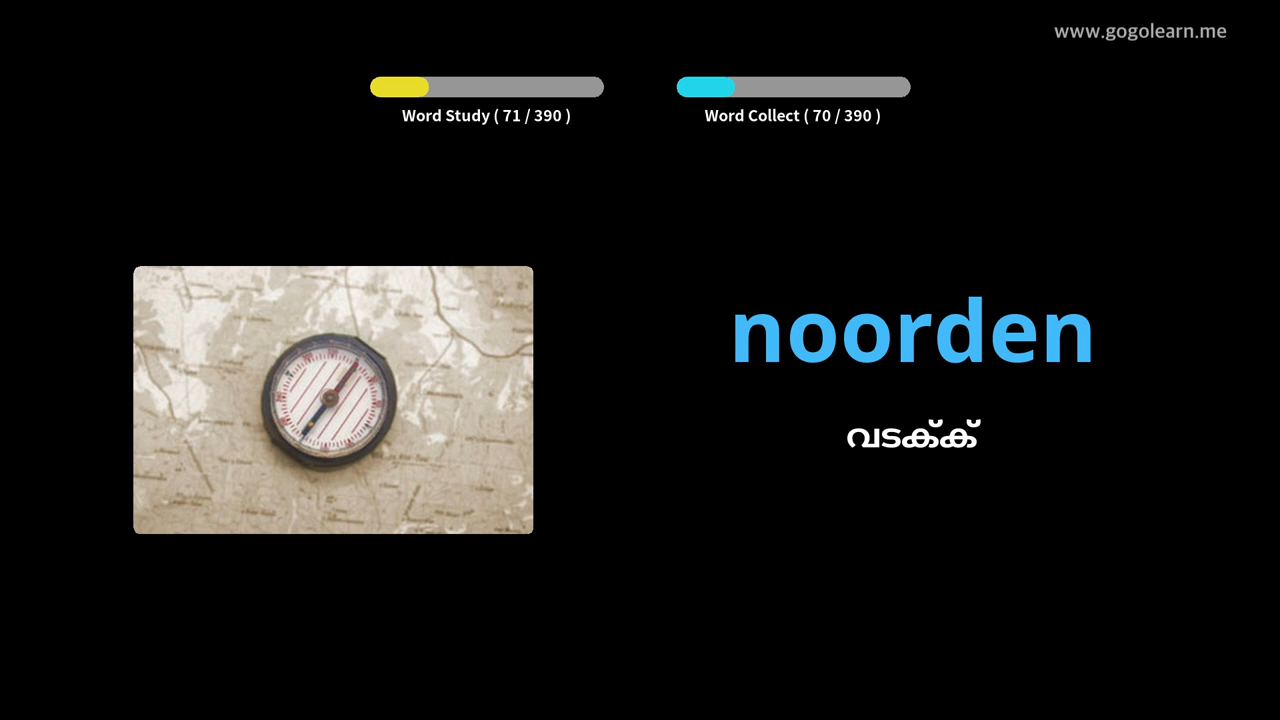 www.gogolearn.me
Word Study ( 71 / 390 )
Word Collect ( 70 / 390 )
noorden
വടക്ക്